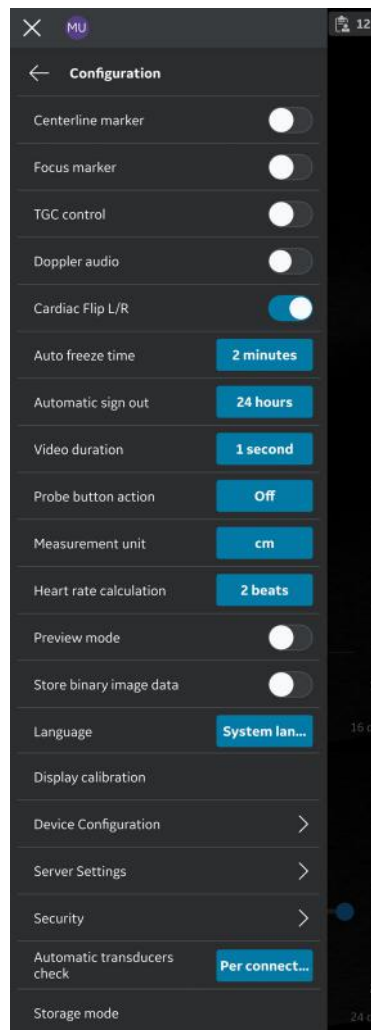 MU
12
Configuration
Centerline marker
Focus marker
TGC control
Doppler audio
Cardiac Flip L/R
Auto freeze time
2 minutes
Automatic sign out
24 hours
Video duration
1 second
Probe button action
Off
Measurement unit
cm
Heart rate calculation
2 beats
Preview mode
Store binary image data
Language
System lan...
16 c
Display calibration
Device Configuration
Server Settings
Security
Automatic transducers
check
Per connect...
Storage mode
24 c